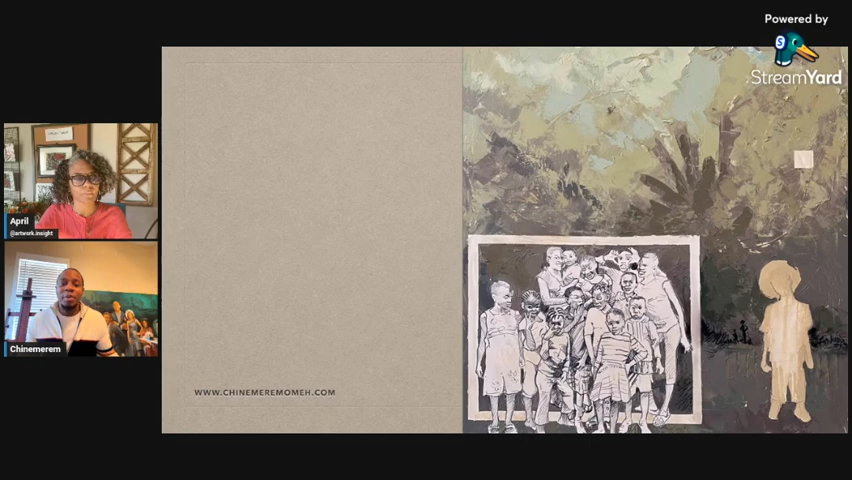 Powered by
StreamYard
April
@artwork.insight
Chinemerem
WWW.CHINEMEREMOMEH.COM